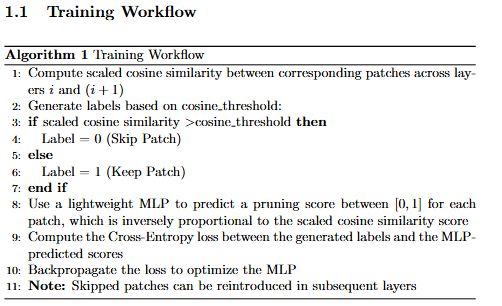 1.1 Training Workflow
Algorithm 1 Training Workflow
1: Compute scaled cosine similarity between corresponding patches across lay-
ers i and (i + 1)
2: Generate labels based on cosine_threshold:
3: if scaled cosine similarity >cosine_threshold then
4: Label = 0 (Skip Patch)
5: else
6: Label = 1 (Keep Patch)
7: end if
8: Use a lightweight MLP to predict a pruning score between [0, 1] for each
patch, which is inversely proportional to the scaled cosine similarity score
9: Compute the Cross-Entropy loss between the generated labels and the MLP-
predicted scores
10: Backpropagate the loss to optimize the MLP
11: Note: Skipped patches can be reintroduced in subsequent layers